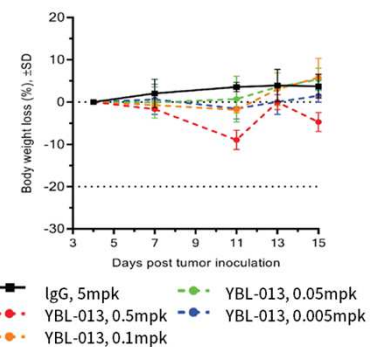 Body weight loss (%), ±SD
20
10
0
-10
-20
-30
3 5 7 9 11 13 15
Days post tumor inoculation
IgG, 5mpk
YBL-013, 0.05mpk
YBL-013, 0.5mpk
YBL-013, 0.005mpk
YBL-013, 0.1mpk